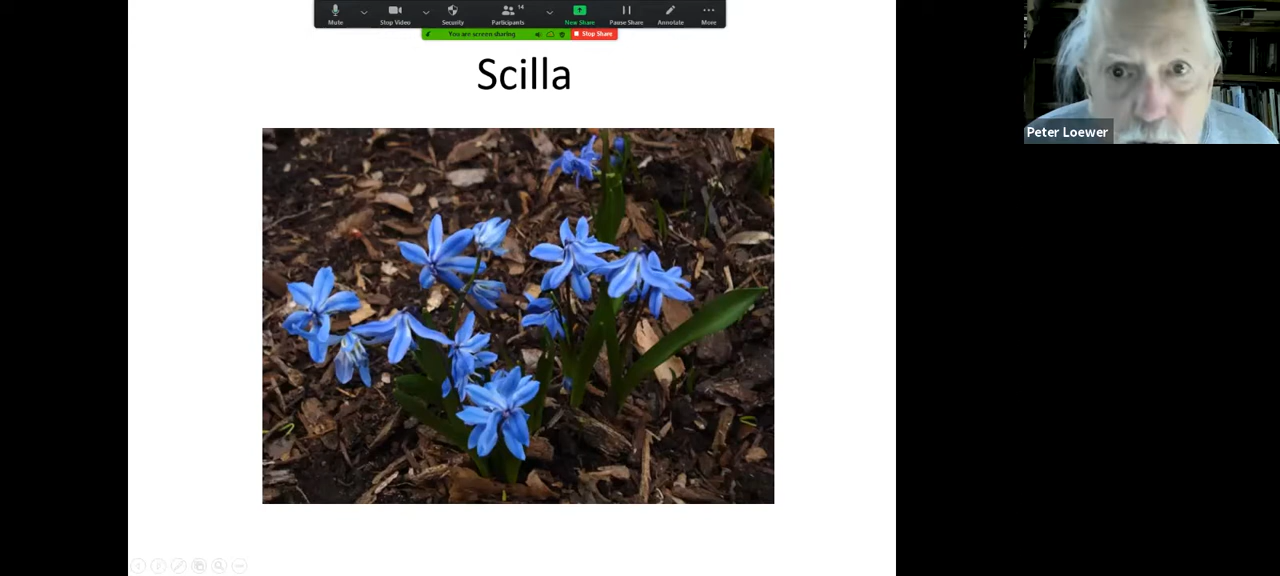 14
Mute
Stop Video
Security
Participants
New Share
Pause Share
Annotate
More
You are screen sharing
Stop Share
Scilla
Peter Loewer